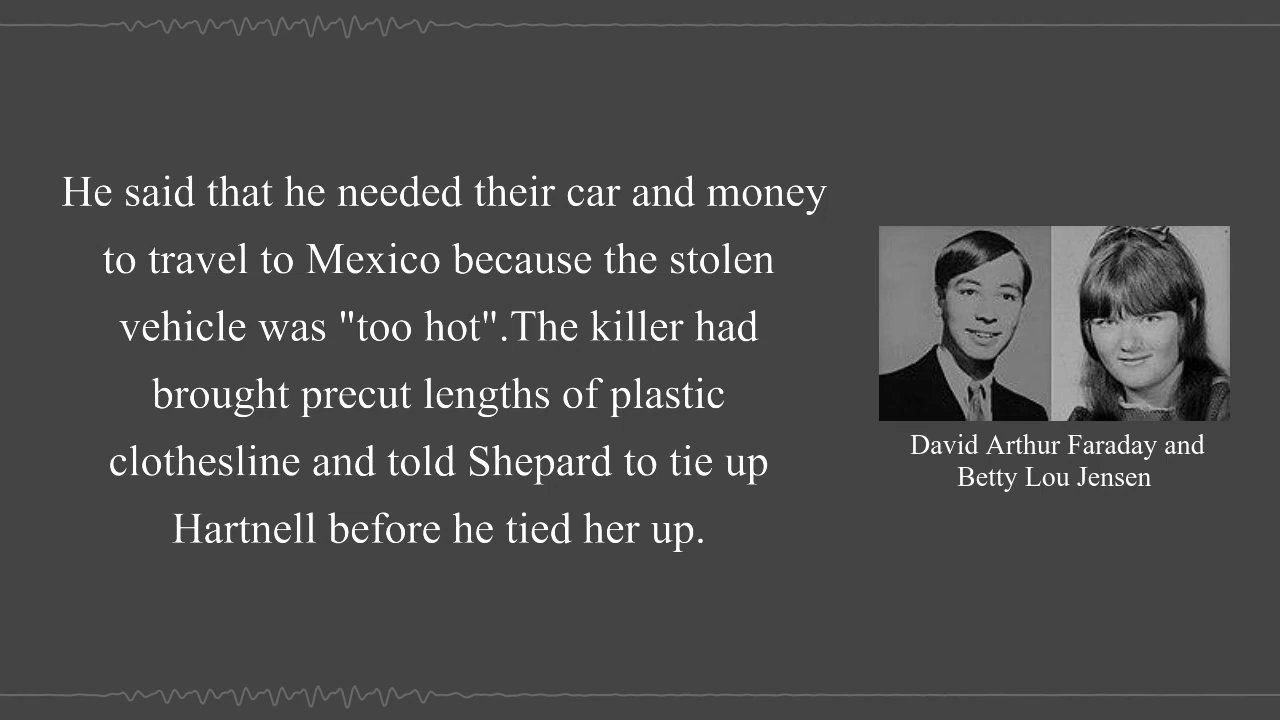 He said that he needed their car and money
to travel to Mexico because the stolen
vehicle was "too hot".The killer had
brought precut lengths of plastic
clothesline and told Shepard to tie up
Hartnell before he tied her up.
David Arthur Faraday and
Betty Lou Jensen